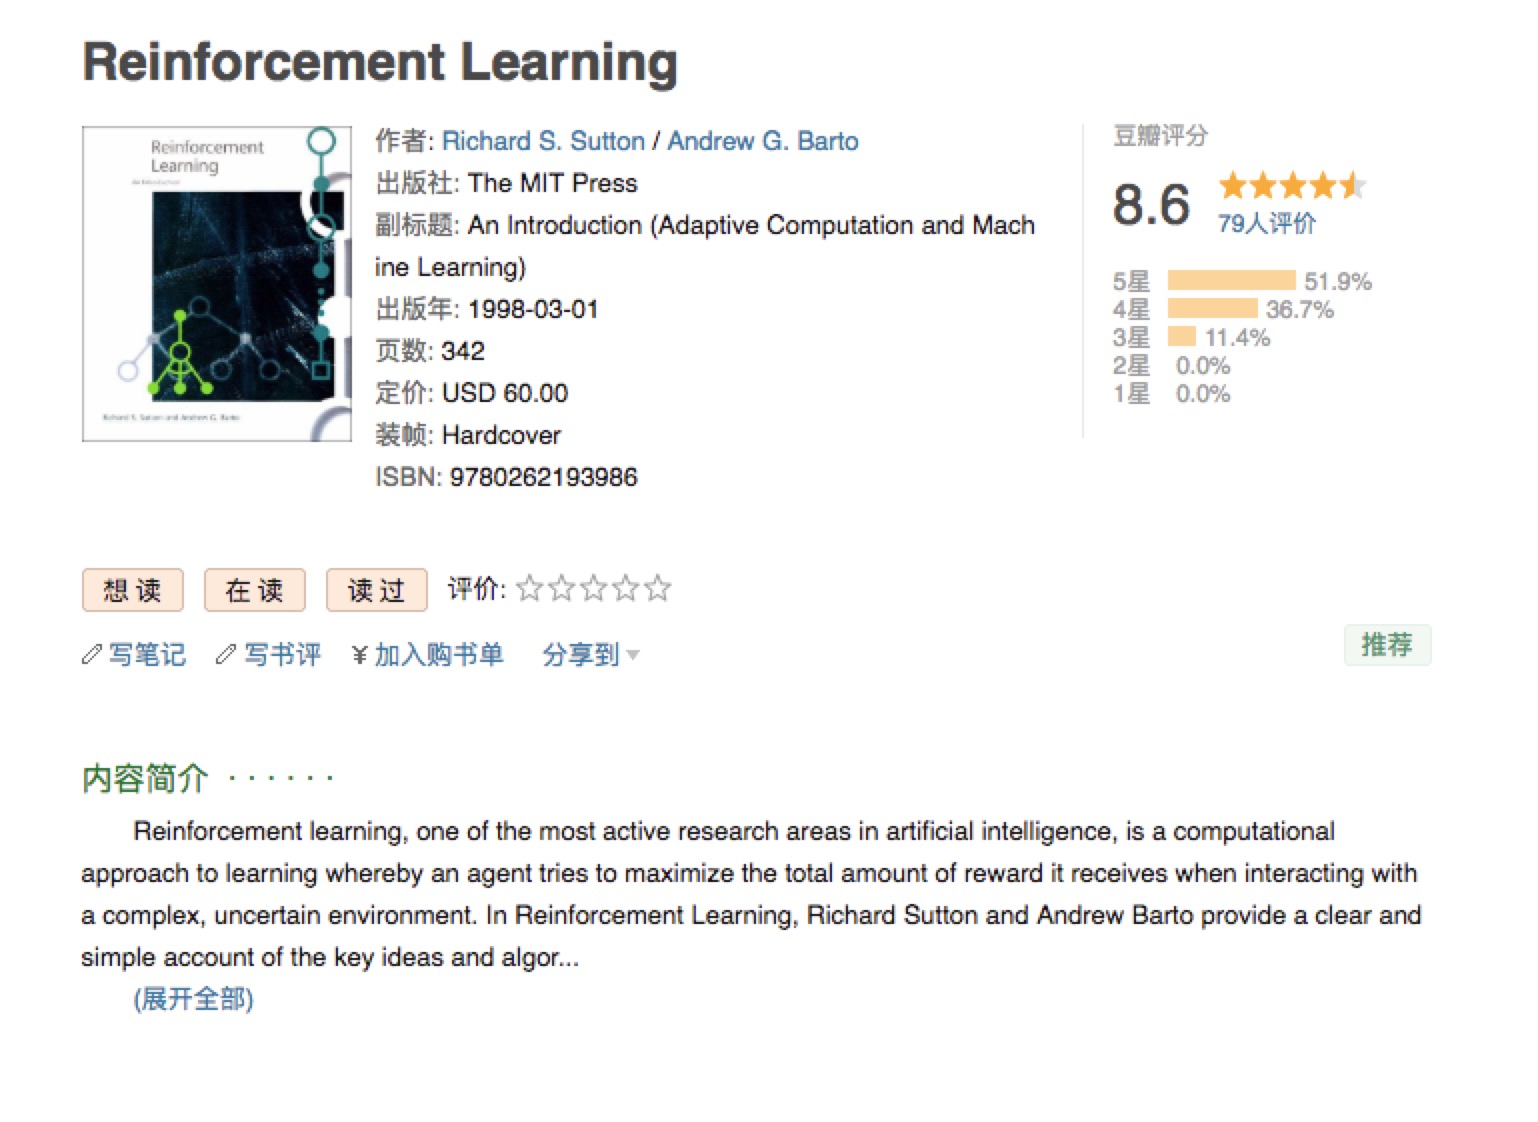 Reinforcement Learning
Reinforcement
Learning
An Introduction
Richard S. Sutton and Andrew G. Barto
作者: Richard S. Sutton / Andrew G. Barto
出版社: The MIT Press
副标题: An Introduction (Adaptive Computation and Mach
ine Learning)
出版年: 1998-03-01
页数: 342
定价: USD 60.00
装帧: Hardcover
ISBN: 9780262193986
豆瓣评分
8.6
79人评价
5星 51.9%
4星 36.7%
3星 11.4%
2星 0.0%
1星 0.0%
想读 在读 读过 评价:
写笔记 写书评 ¥加入购书单 分享到
推荐
内容简介 · · · · · ·
Reinforcement learning, one of the most active research areas in artificial intelligence, is a computational
approach to learning whereby an agent tries to maximize the total amount of reward it receives when interacting with
a complex, uncertain environment. In Reinforcement Learning, Richard Sutton and Andrew Barto provide a clear and
simple account of the key ideas and algor...
(展开全部)